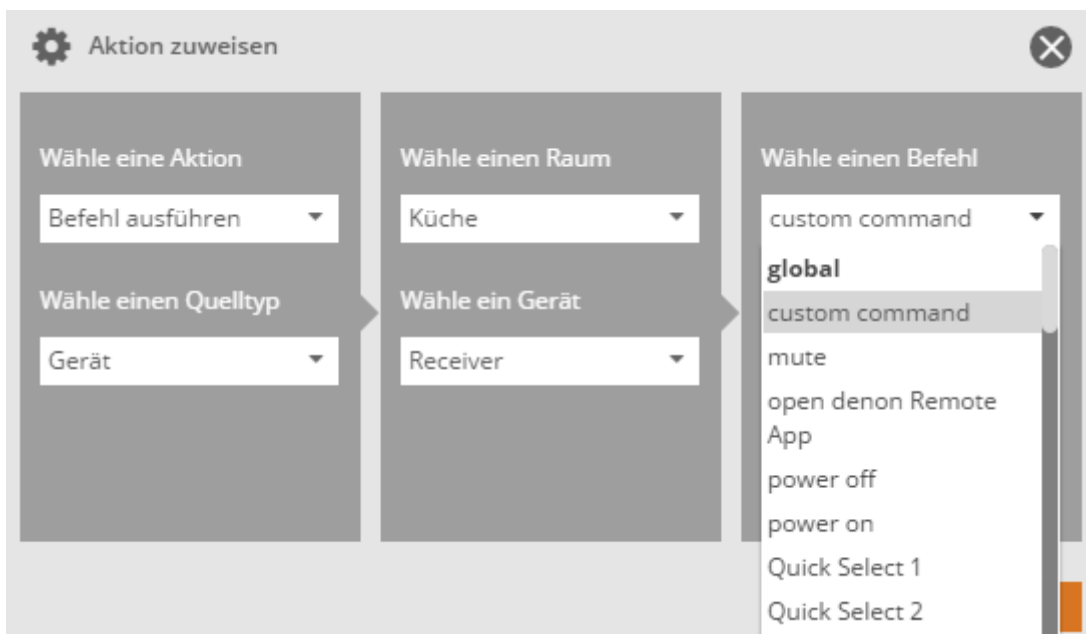 Aktion zuweisen
Wähle eine Aktion
Befehl ausführen
Wähle einen Quelltyp
Gerät
Wähle einen Raum
Küche
Wähle ein Gerät
Receiver
Wähle einen Befehl
custom command
global
custom command
mute
open denon Remote
App
power off
power on
Quick Select 1
Quick Select 2